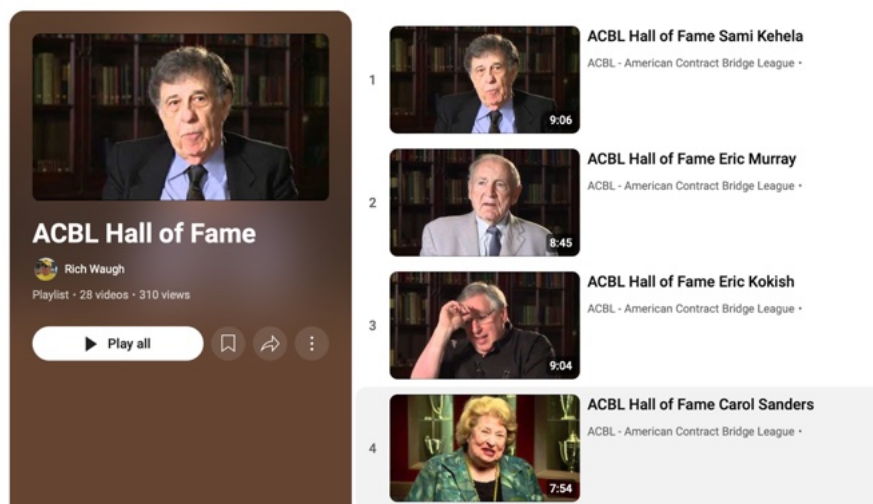 ACBL Hall of Fame
Rich Waugh
Playlist • 28 videos • 310 views
Play all
1
9:06
ACBL Hall of Fame Sami Kehela
ACBL - American Contract Bridge League •
2
8:45
ACBL Hall of Fame Eric Murray
ACBL - American Contract Bridge League •
3
9:04
ACBL Hall of Fame Eric Kokish
ACBL - American Contract Bridge League •
4
7:54
ACBL Hall of Fame Carol Sanders
ACBL - American Contract Bridge League •